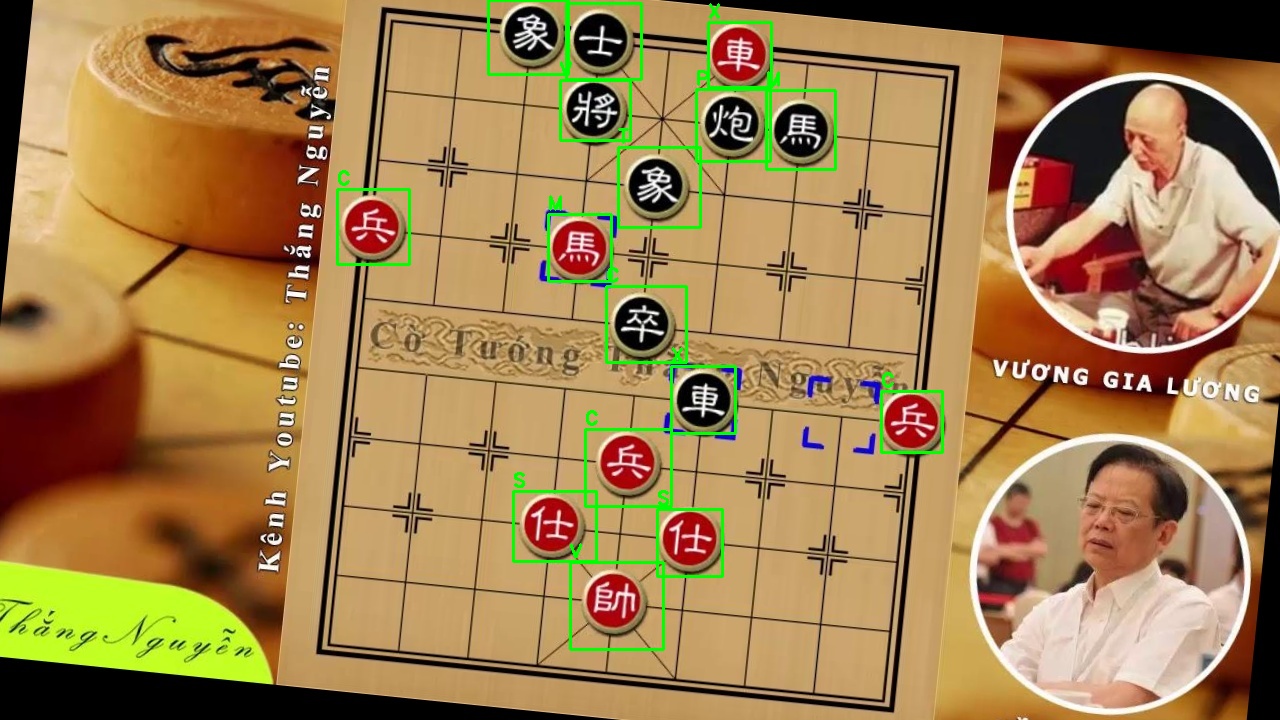 象 士 車
將 炮 馬
象
兵 馬
卒
Cờ Tướng Thắng Nguyễn
車 兵
兵
仕 仕
帥
Kênh Youtube: Thắng Nguyễn
ThắngNguyễn
VƯƠNG GIA LƯƠNG
X
P M
V
T
C
M
C
X
C
C
S
S
V